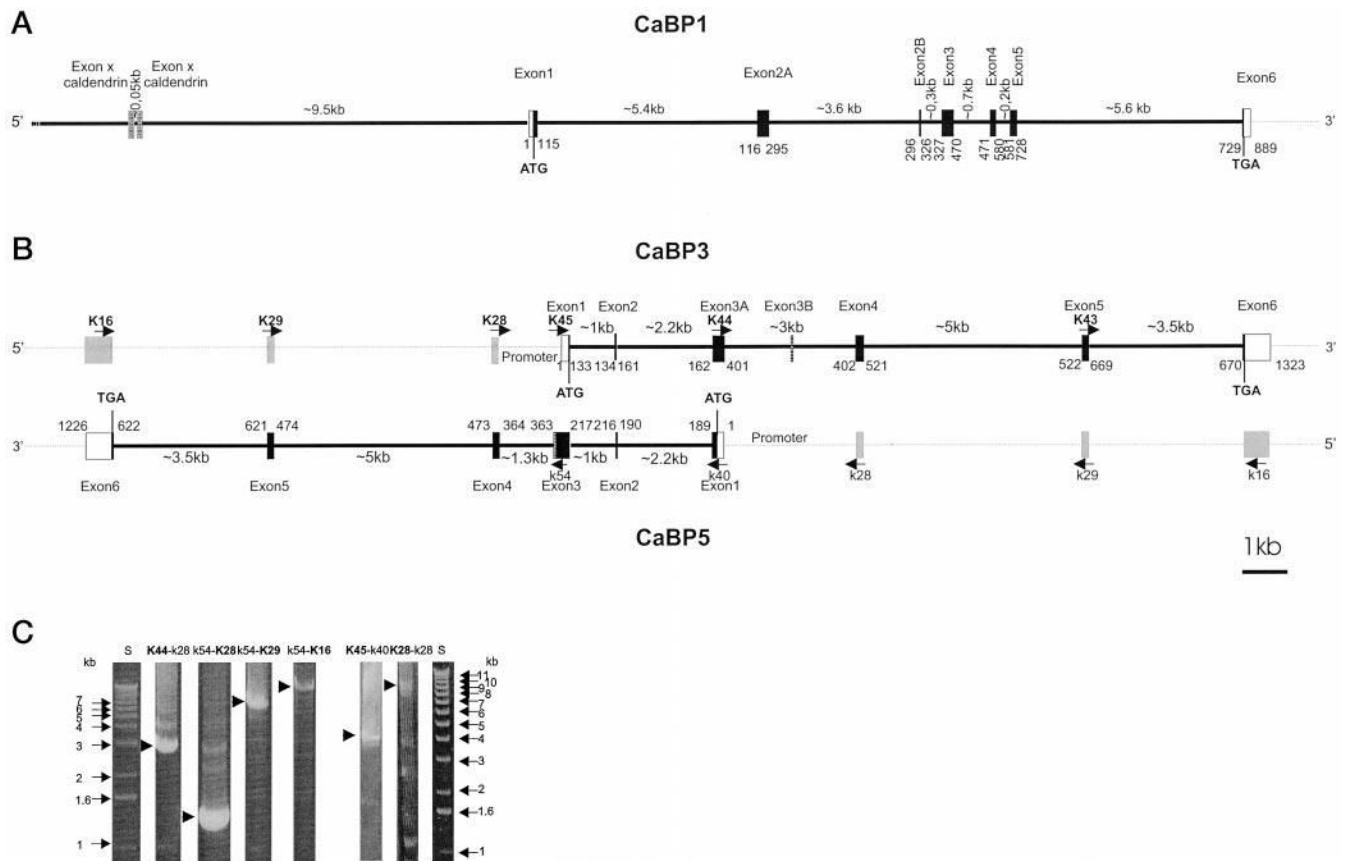 A
CaBP1
Exon x
caldendrin
~0,05kb
Exon x
caldendrin
Exon1
Exon2A
Exon2B
Exon3
Exon4
Exon5
Exon6
5'
~9.5kb
~5.4kb
~3.6 kb
~0,3kb
~0.7kb
~0,2kb
~5.6 kb
3'
1 115
116 295
296
326
327
470
471
580
581
728
729 889
ATG
TGA
B
CaBP3
K16
K29
K28
Exon1
K45
Exon2
Exon3A
K44
Exon3B
Exon4
Exon5
K43
Exon6
~1kb
~2.2kb
~3kb
~5kb
~3.5kb
5'
Promoter
3'
1 133 134 161
162 401
402 521
522 669
670 1323
TGA
ATG
ATG
TGA
1226 622
621 474
473 364 363 217 216 190
189 1
Promoter
3'
5'
~3.5kb
~5kb
~1.3kb
~1kb
~2.2kb
k54
k40
k28
k29
k16
Exon6
Exon5
Exon4
Exon3
Exon2
Exon1
CaBP5
1kb
C
kb
S
K44-k28
k54-K28
k54-K29
k54-K16
K45-k40
K28-k28
S
kb
7
6
5
4
3
2
1.6
1
11
10
9
8
7
6
5
4
3
2
1.6
1